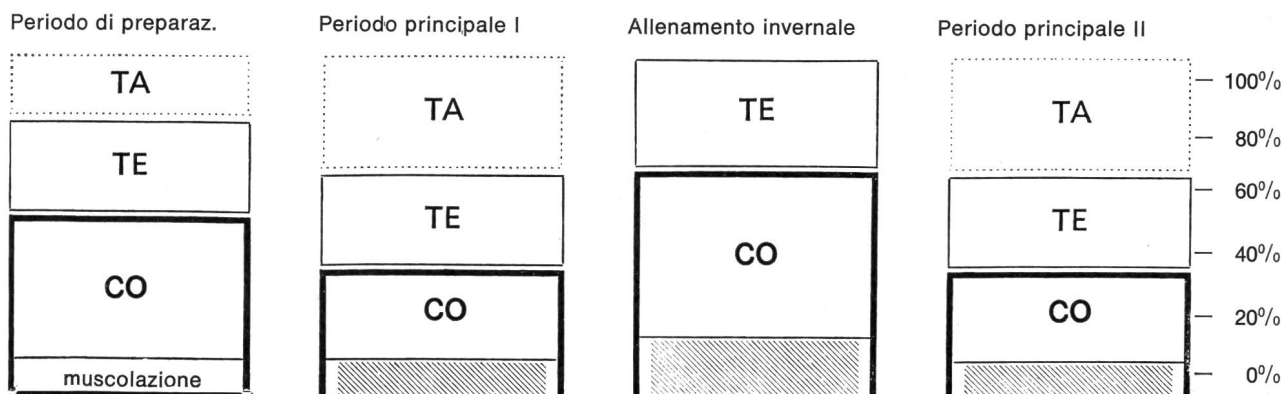 Periodo di preparaz.
Periodo principale I
Allenamento invernale
Periodo principale II
TA
TE
CO
muscolazione
TA
TE
CO
TE
CO
TA
TE
CO
100%
80%
60%
40%
20%
0%